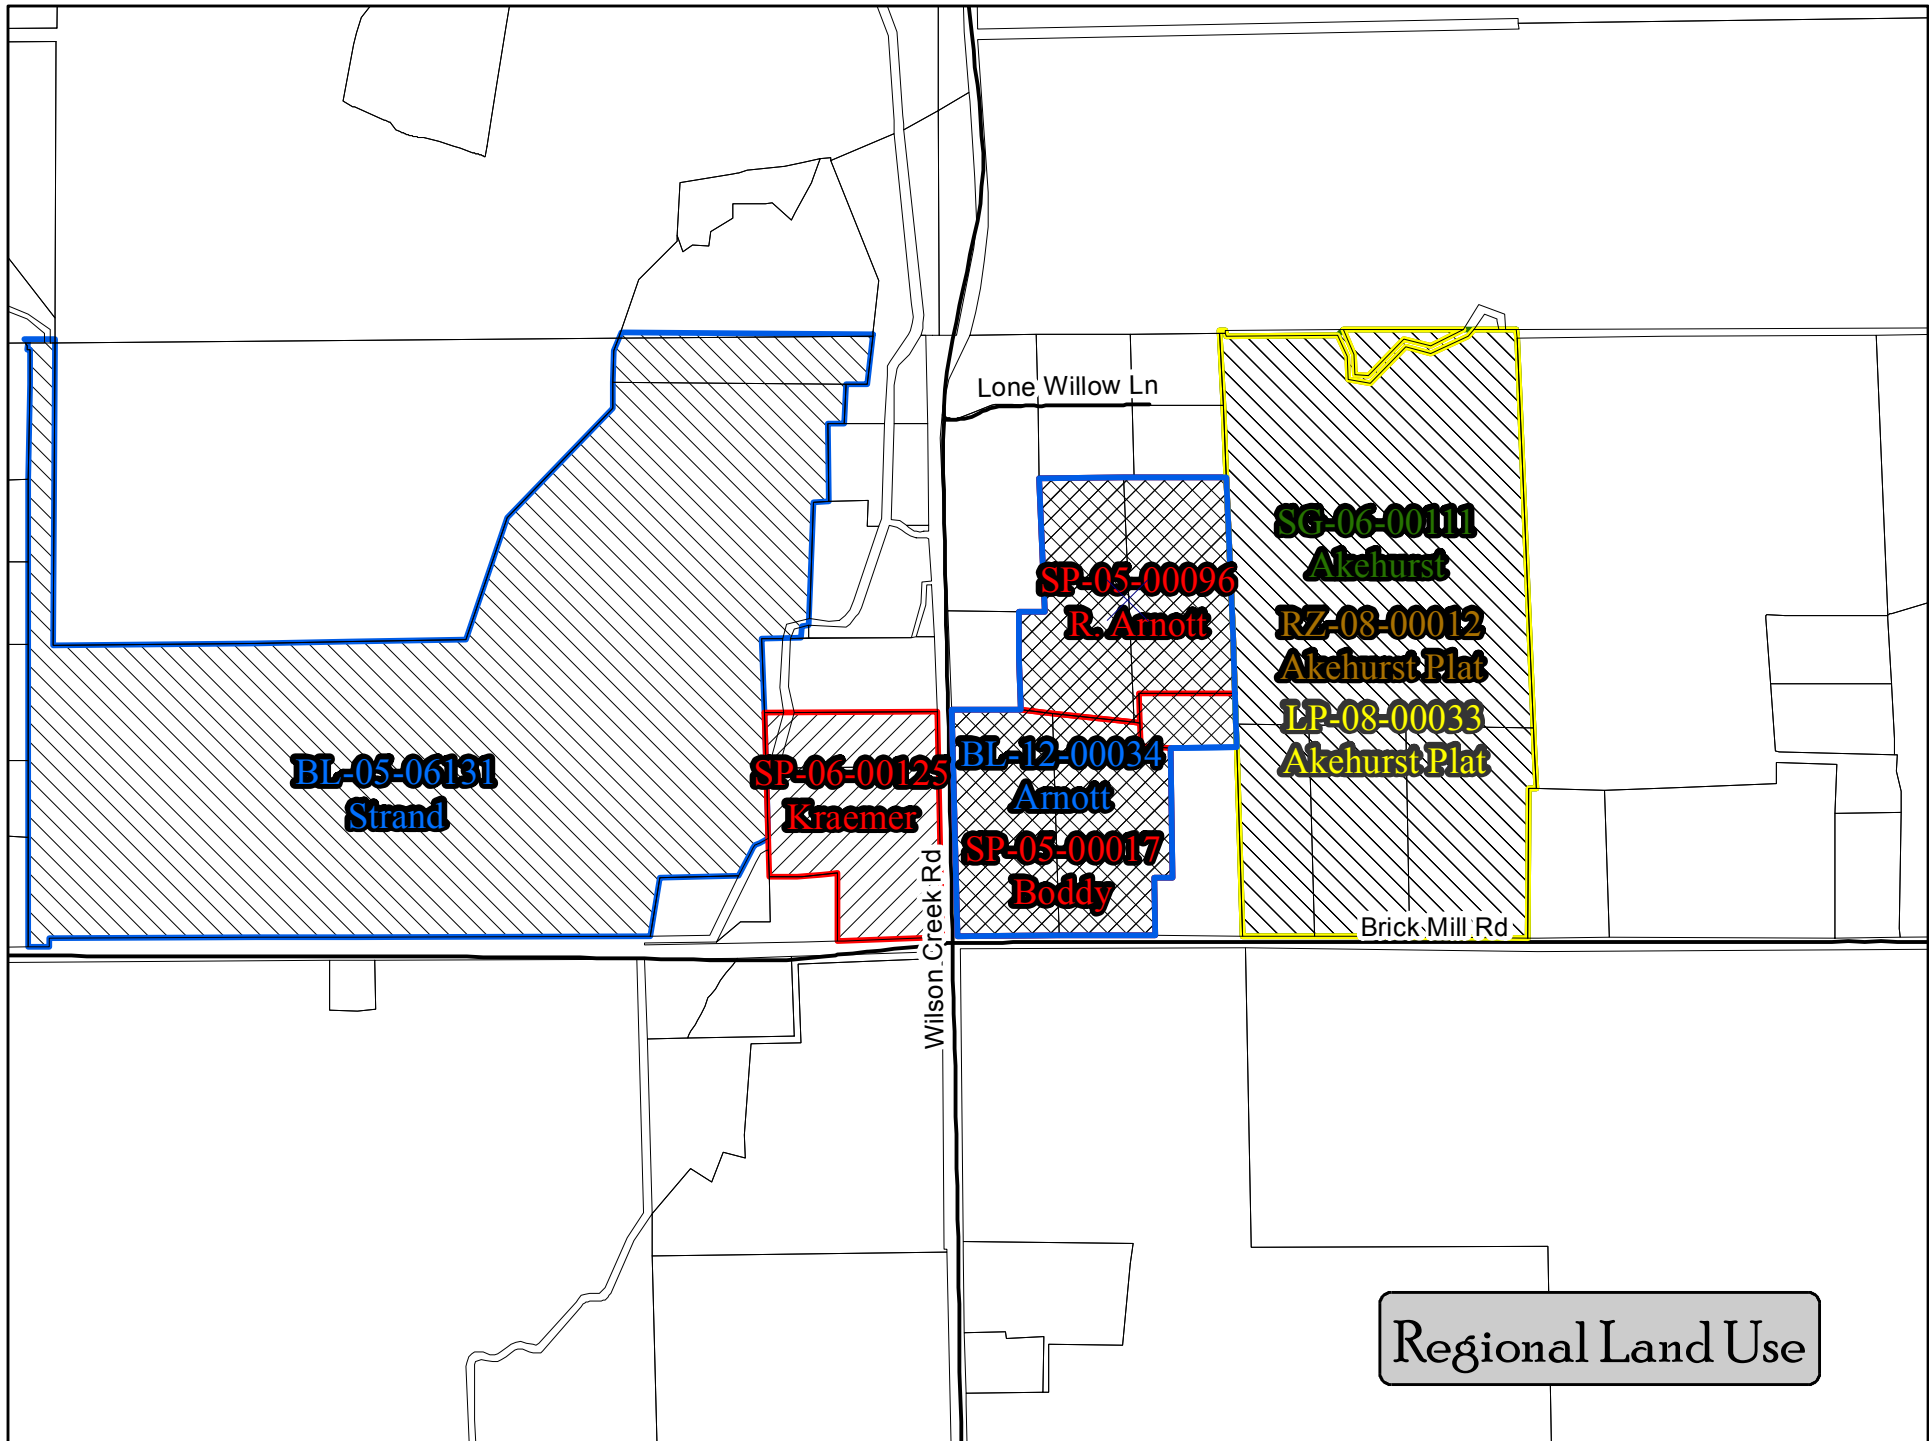 Lone Willow Ln
SG-06-00111
Akehurst
SP-05-00096
R. Arnott
RZ-08-00012
Akehurst Plat
LP-08-00033
Akehurst Plat
BL-05-06131
Strand
SP-06-00125
Kraemer
BL-12-00034
Arnott
SP-05-00017
Boddy
Wilson Creek Rd
Brick Mill Rd
Regional Land Use